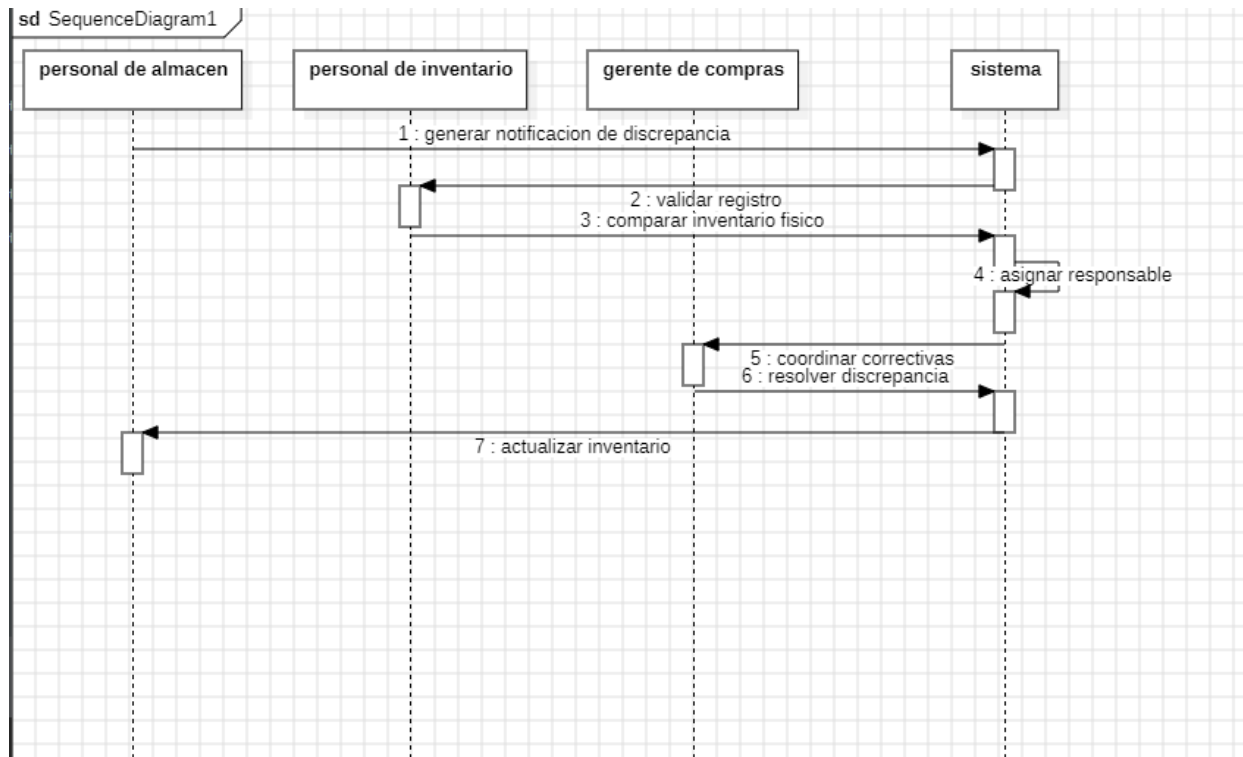 sd SequenceDiagram1
personal de almacen
personal de inventario
gerente de compras
sistema
1 : generar notificacion de discrepancia
2 : validar registro
3 : comparar inventario fisico
4 : asignar responsable
5 : coordinar correctivas
6 : resolver discrepancia
7 : actualizar inventario